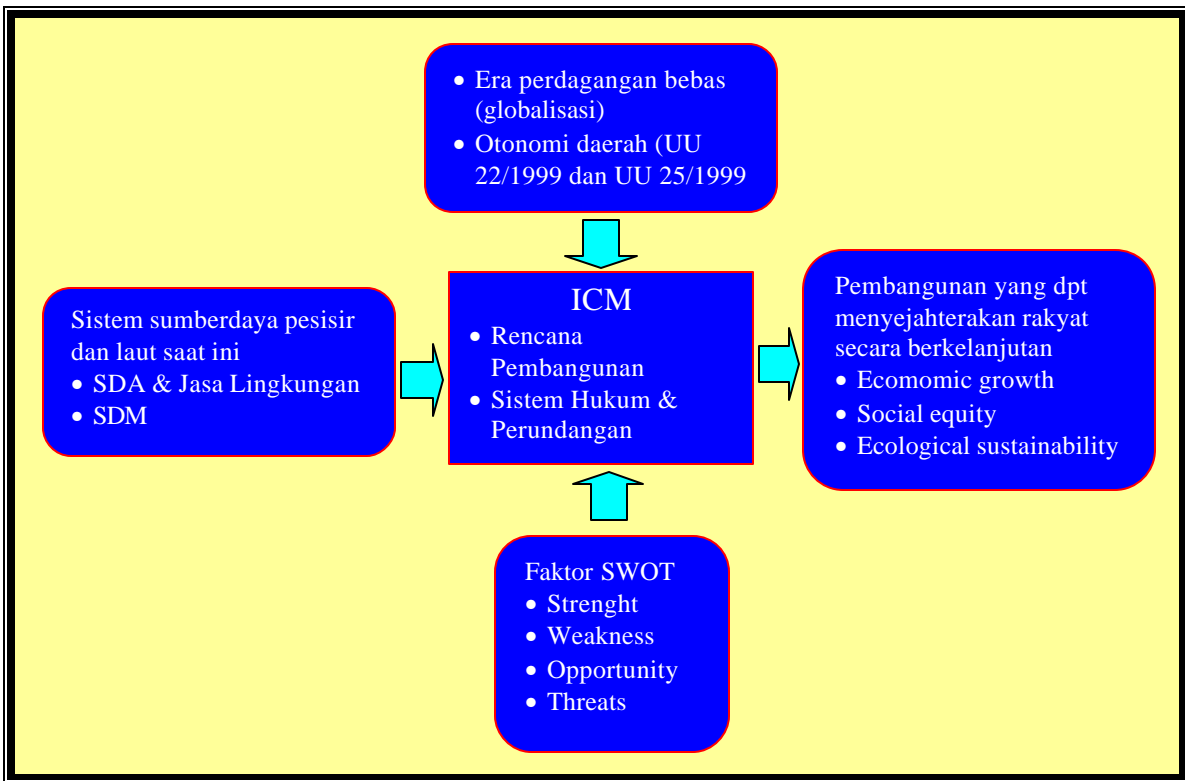 • Era perdagangan bebas
(globalisasi)
• Otonomi daerah (UU
22/1999 dan UU 25/1999
Sistem sumberdaya pesisir
dan laut saat ini
• SDA & Jasa Lingkungan
• SDM
ICM
• Rencana
Pembangunan
• Sistem Hukum &
Perundangan
Pembangunan yang dpt
menyejahterakan rakyat
secara berkelanjutan
• Ecomomic growth
• Social equity
• Ecological sustainability
Faktor SWOT
• Strenght
• Weakness
• Opportunity
• Threats